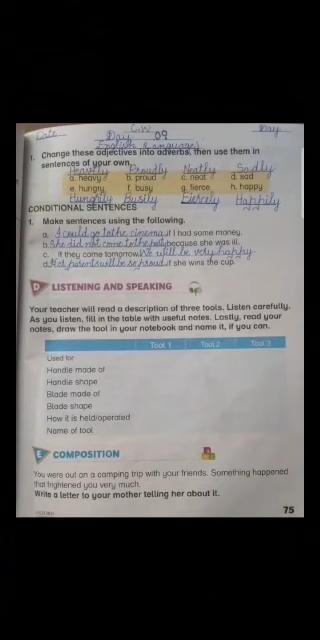 Date
C.W
Day 09
Day
English (Language)
1. Change these adjectives into adverbs, then use them in
sentences of your own.
Heavily Proudly Neatly Sadly
a. heavy b. proud c. neat d. sad
e. hungry f. busy g. fierce h. happy
Hungrily Busily Fiercely Happily
CONDITIONAL SENTENCES
1. Make sentences using the following.
a. I could go to the cinema if I had some money.
b. She did not come to the party because she was ill.
c. If they come tomorrow we will be very happy.
d. Her parents will be so proud if she wins the cup.
D LISTENING AND SPEAKING
Your teacher will read a description of three tools. Listen carefully.
As you listen, fill in the table with useful notes. Lastly, read your
notes, draw the tool in your notebook and name it, if you can.
Tool 1 Tool 2 Tool 3
Used for
Handle made of
Handle shape
Blade made of
Blade shape
How it is held/operated
Name of tool
E COMPOSITION
You were out on a camping trip with your friends. Something happened
that frightened you very much.
Write a letter to your mother telling her about it.
OXFORD
75